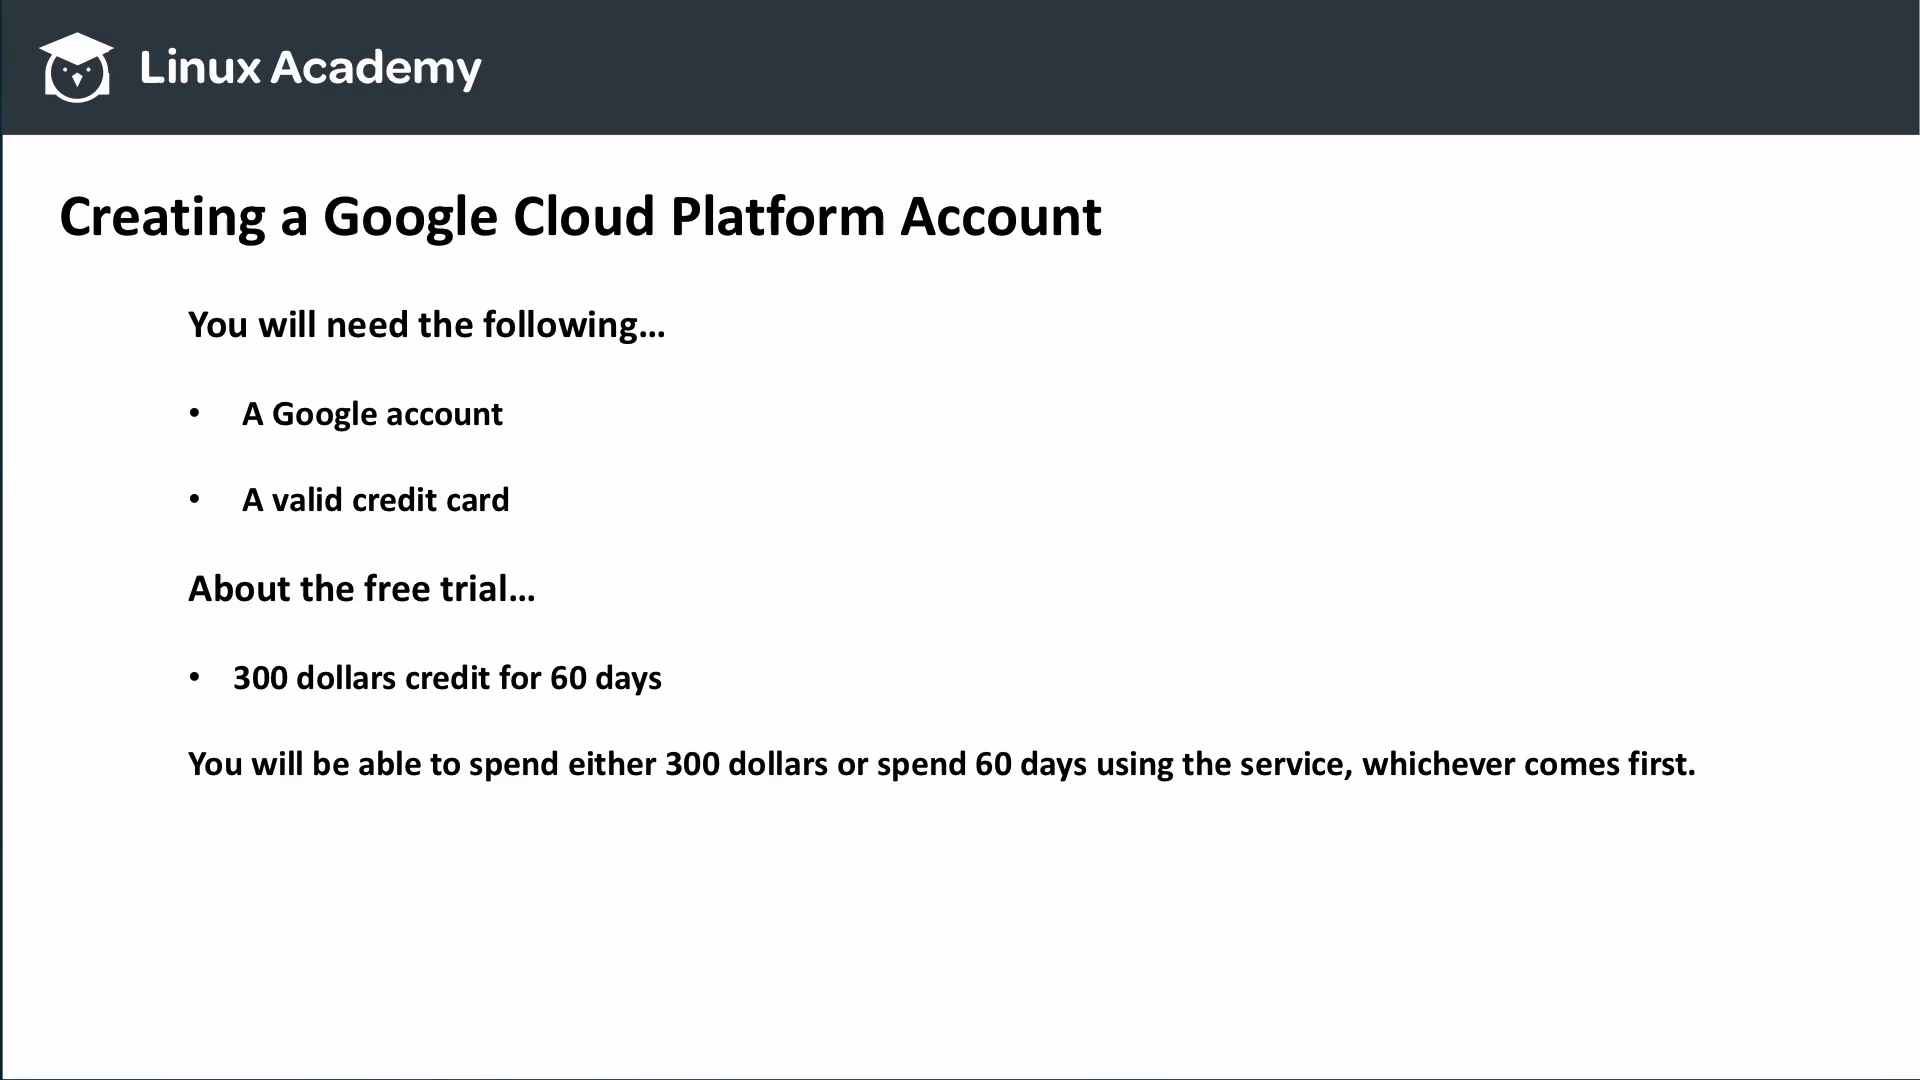 Linux Academy
Creating a Google Cloud Platform Account
You will need the following...
• A Google account
• A valid credit card
About the free trial...
• 300 dollars credit for 60 days
You will be able to spend either 300 dollars or spend 60 days using the service, whichever comes first.